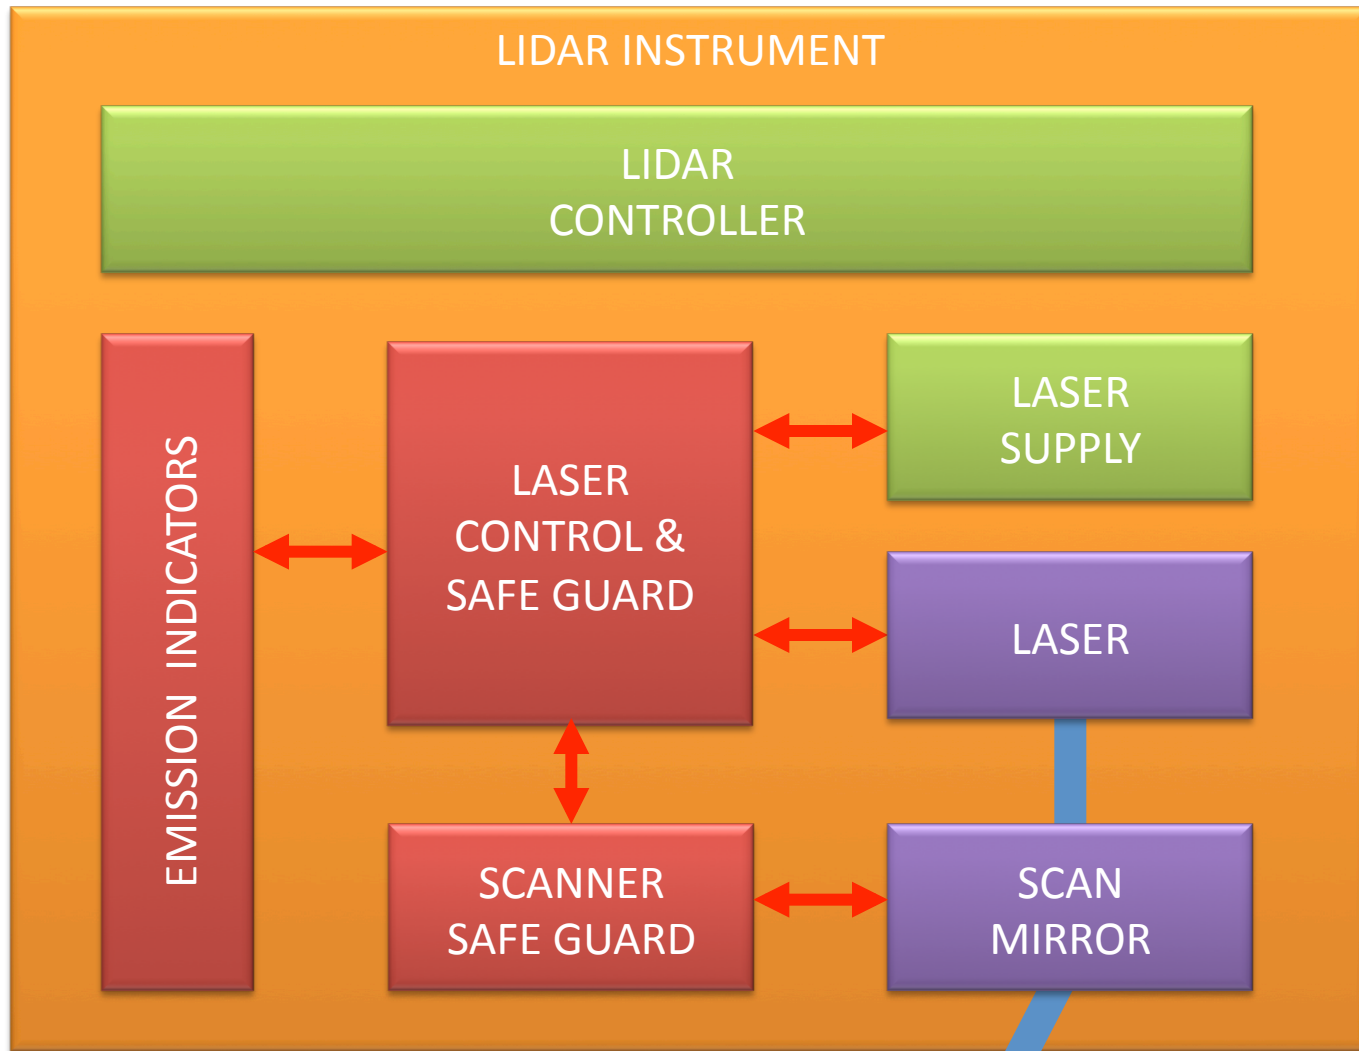 LIDAR INSTRUMENT
LIDAR
CONTROLLER
EMISSION INDICATORS
LASER
CONTROL &
SAFE GUARD
LASER
SUPPLY
LASER
SCANNER
SAFE GUARD
SCAN
MIRROR